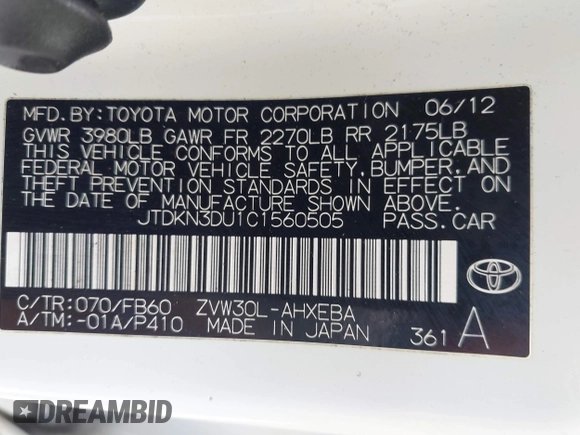 MFD.BY:TOYOTA MOTOR CORPORATION 06/12
GVWR 3980LB GAWR FR 2270LB RR 2175LB
THIS VEHICLE CONFORMS TO ALL APPLICABLE
FEDERAL MOTOR VEHICLE SAFETY, BUMPER, AND
THEFT PREVENTION STANDARDS IN EFFECT ON
THE DATE OF MANUFACTURE SHOWN ABOVE.
JTDKN3DU1C1560505 PASS.CAR
C/TR:070/FB60 ZVW30L-AHXEBA
A/TM:-01A/P410 MADE IN JAPAN 361 A
DREAMBID